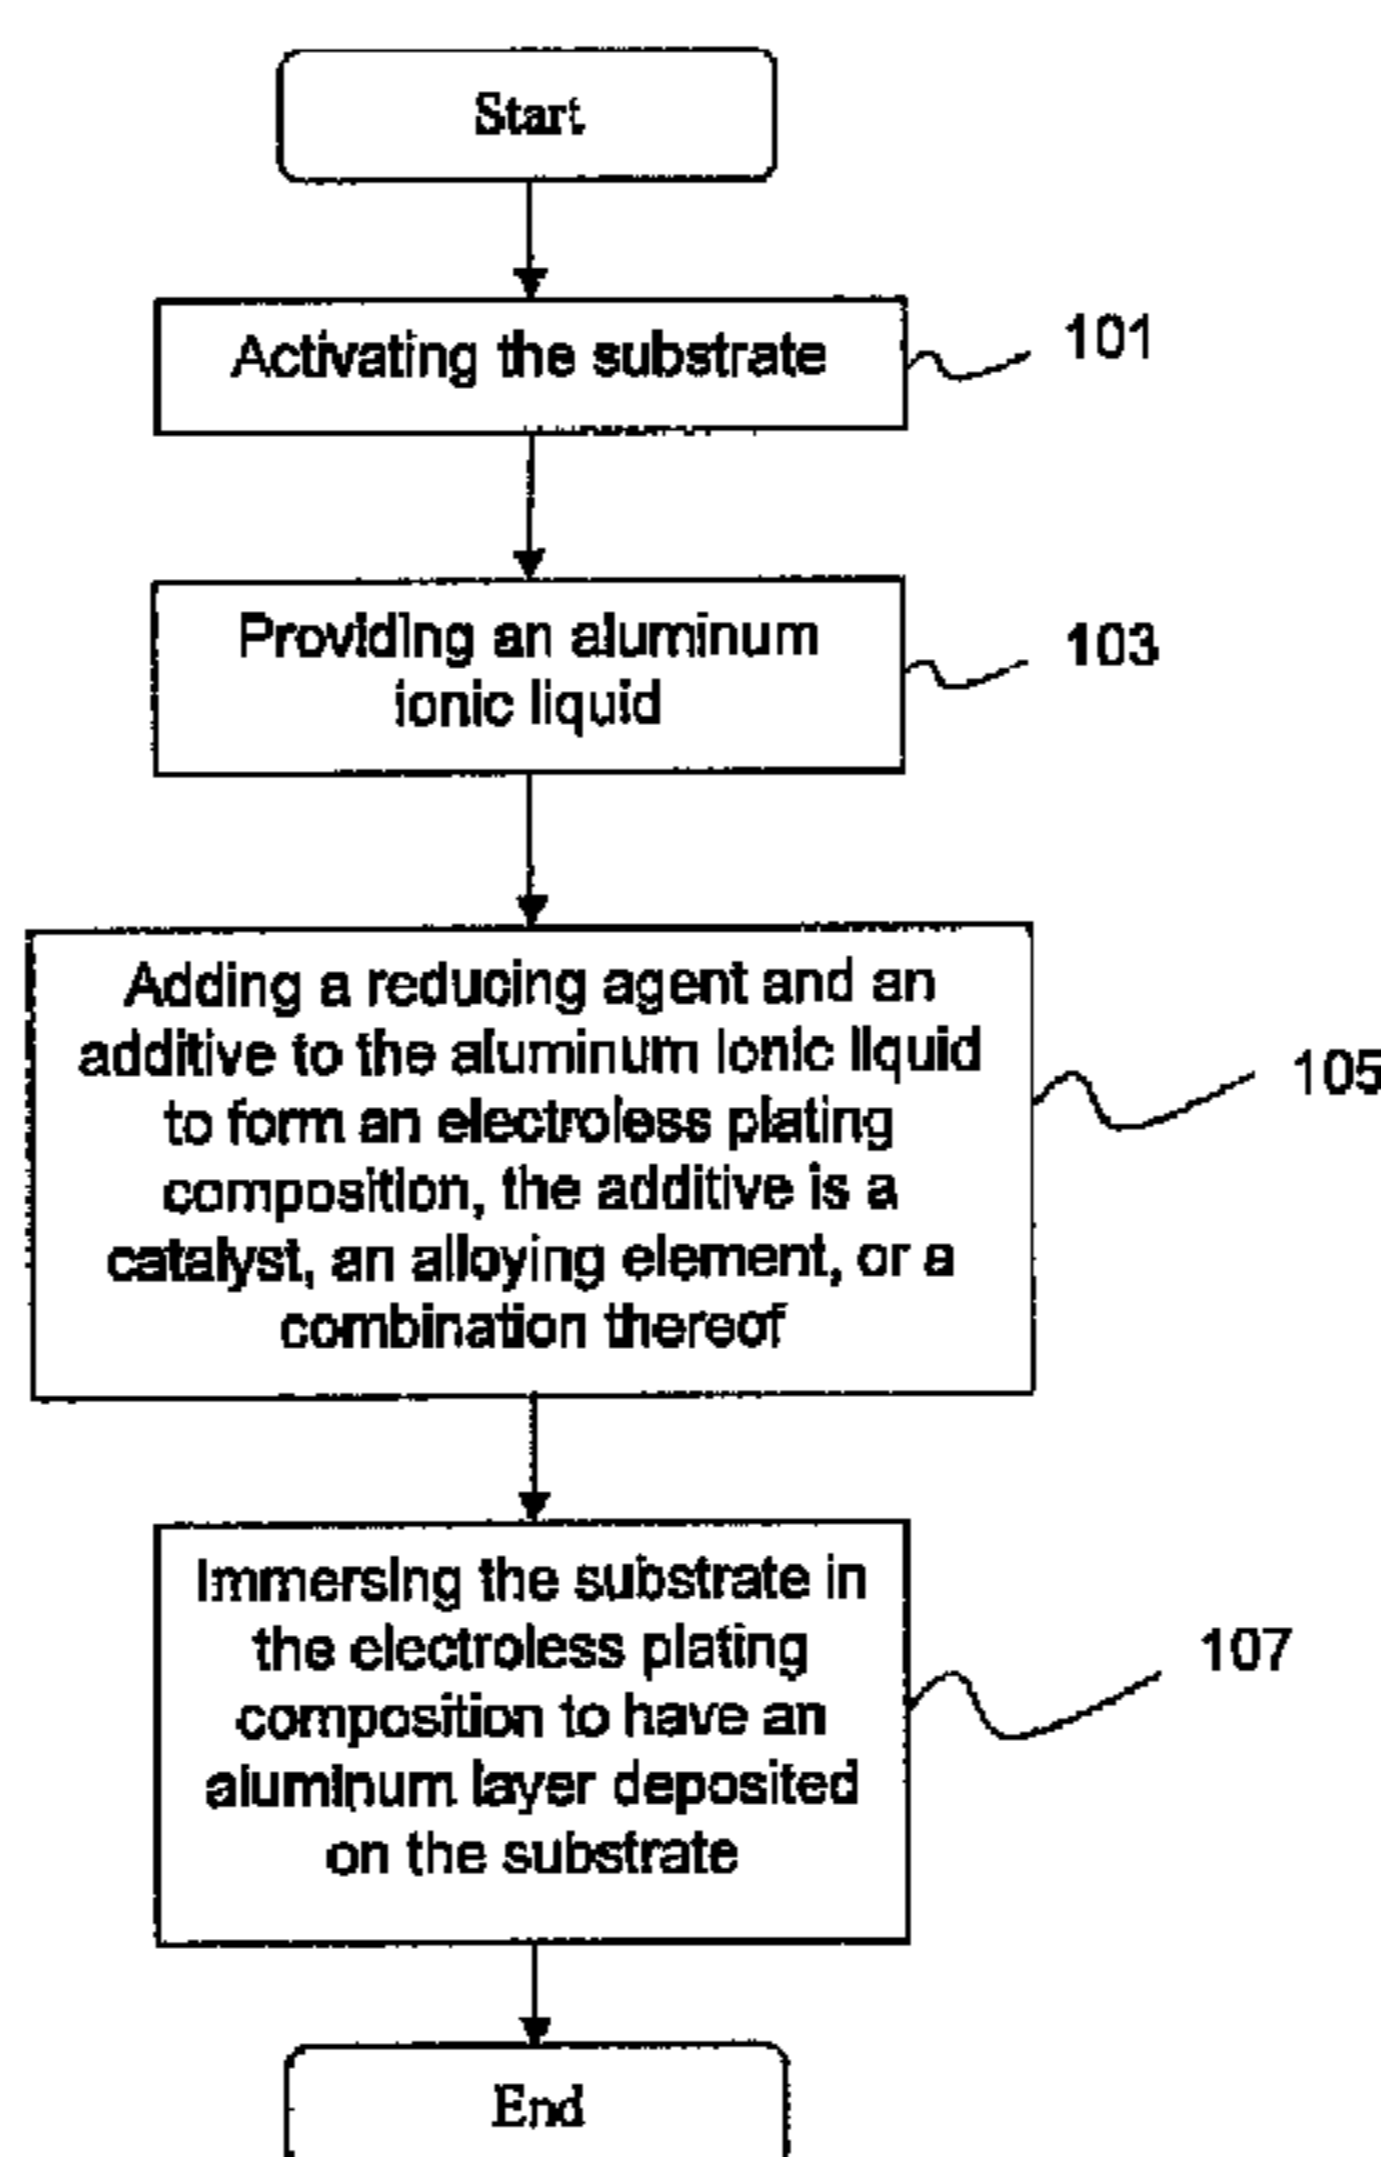 Start
Activating the substrate
101
Providing an aluminum
ionic liquid
103
Adding a reducing agent and an
additive to the aluminum ionic liquid
to form an electroless plating
composition, the additive is a
catalyst, an alloying element, or a
combination thereof
105
Immersing the substrate in
the electroless plating
composition to have an
aluminum layer deposited
on the substrate
107
End